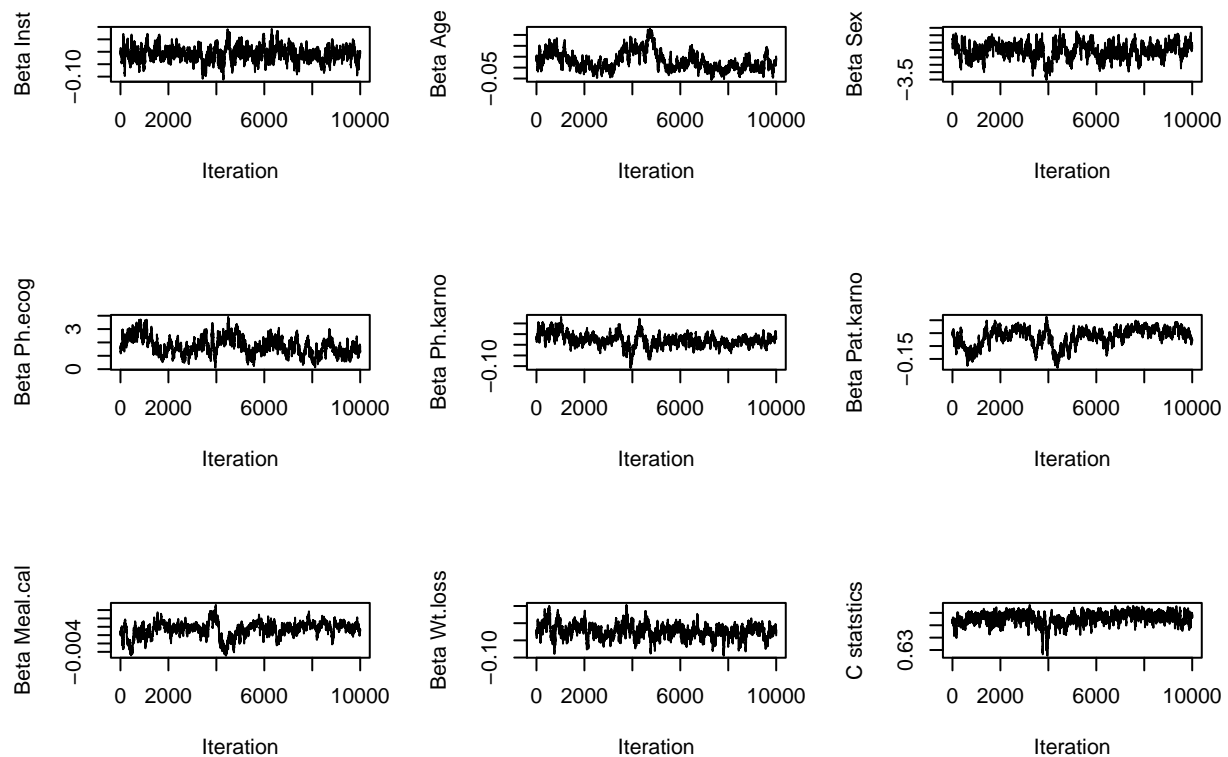 Beta Inst
−0.10
0 2000 6000 10000
Iteration
Beta Age
−0.05
0 2000 6000 10000
Iteration
Beta Sex
−3.5
0 2000 6000 10000
Iteration
Beta Ph.ecog
0 3
0 2000 6000 10000
Iteration
Beta Ph.karno
−0.10
0 2000 6000 10000
Iteration
Beta Pat.karno
−0.15
0 2000 6000 10000
Iteration
Beta Meal.cal
−0.004
0 2000 6000 10000
Iteration
Beta Wt.loss
−0.10
0 2000 6000 10000
Iteration
C statistics
0.63
0 2000 6000 10000
Iteration